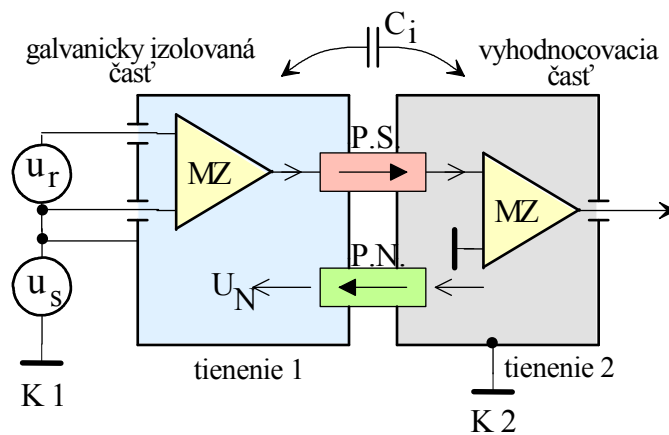 galvanicky izolovaná
časť
C i
vyhodnocovacia
časť
P.S.
u r
MZ
MZ
P.N.
U N
u s
K 1
tienenie 1
tienenie 2
K 2